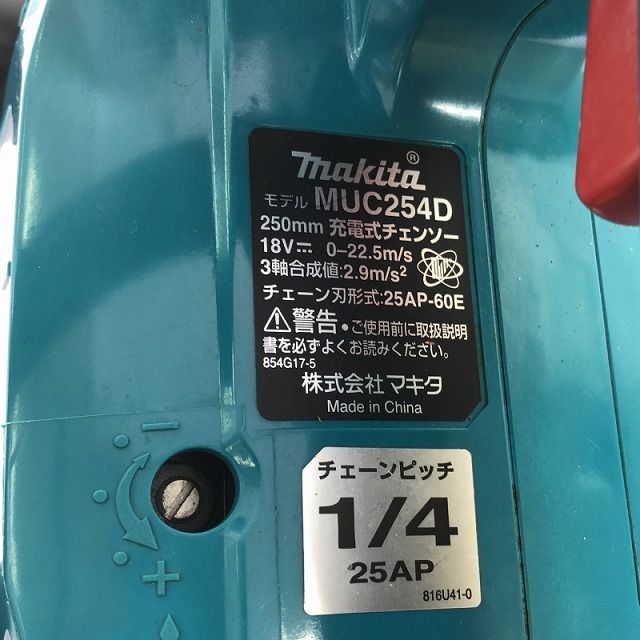 makita®
モデル MUC254D
250mm 充電式チェンソー
18V⎓ 0-22.5m/s
3軸合成値:2.9m/s²
チェーン刃形式:25AP-60E
⚠警告・ご使用前に取扱説明
書を必ずよくお読みください。
854G17-5
株式会社マキタ
Made in China
チェーンピッチ
1/4
25AP
816U41-0
－
＋